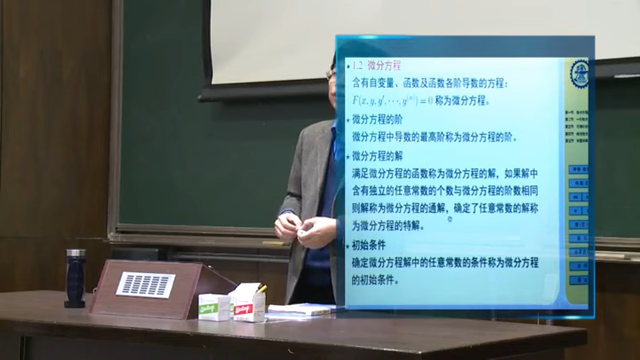 1.2 微分方程
含有自变量、函数及函数各阶导数的方程：
F(x, y, y′, ⋯, y⁽ⁿ⁾) = 0 称为微分方程。
微分方程的阶
微分方程中导数的最高阶称为微分方程的阶。
微分方程的解
满足微分方程的函数称为微分方程的解，如果解中
含有独立的任意常数的个数与微分方程的阶数相同
则解称为微分方程的通解，确定了任意常数的解称
为微分方程的特解。
初始条件
确定微分方程解中的任意常数的条件称为微分方程
的初始条件。